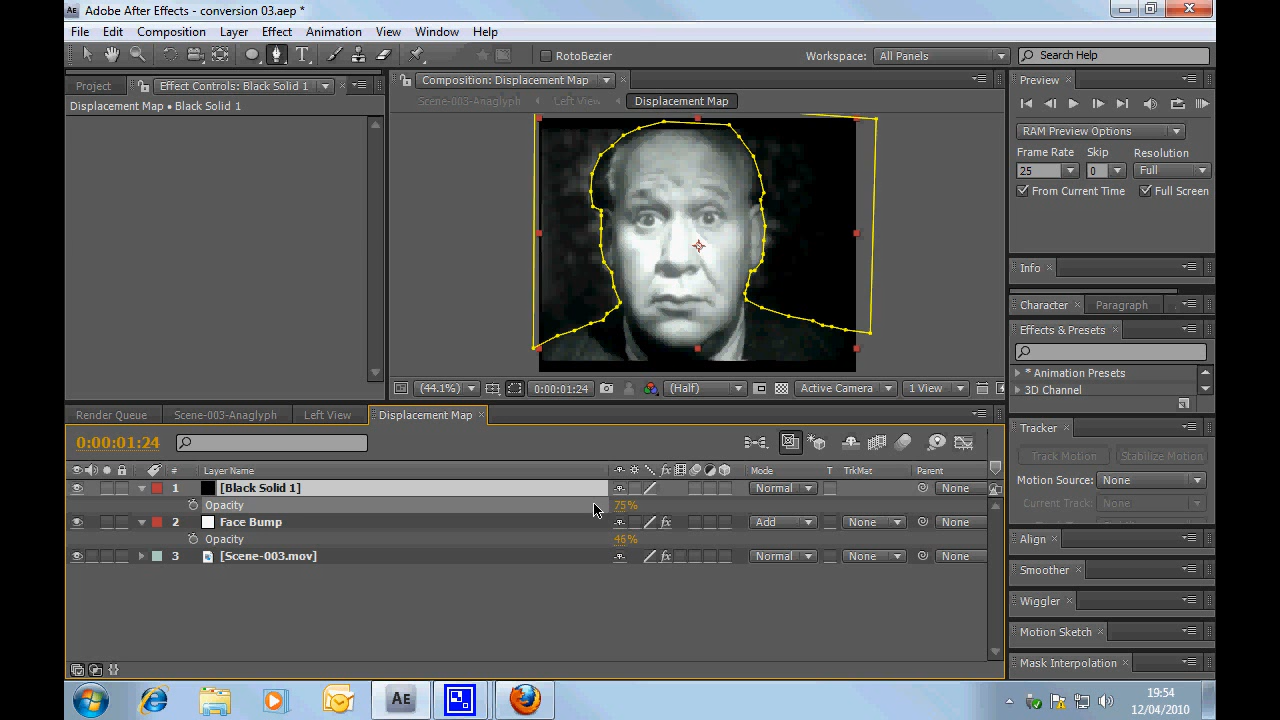 Adobe After Effects - conversion 03.aep *
File Edit Composition Layer Effect Animation View Window Help
RotoBezier Workspace: All Panels Search Help
Project Effect Controls: Black Solid 1
Composition: Displacement Map
Preview
Displacement Map • Black Solid 1
Scene-003-Anaglyph Left View Displacement Map
RAM Preview Options
Frame Rate Skip Resolution
25 0 Full
From Current Time Full Screen
Info
Character Paragraph
Effects & Presets
* Animation Presets
3D Channel
(44.1%) 0:00:01:24 (Half) Active Camera 1 View
Render Queue Scene-003-Anaglyph Left View Displacement Map
0:00:01:24
# Layer Name Mode T TrkMat Parent
1 [Black Solid 1] Normal None
Opacity 75%
2 Face Bump Add None None
Opacity 46%
3 [Scene-003.mov] Normal None None
Tracker
Track Motion Stabilize Motion
Motion Source: None
Current Track: None
Align
Smoother
Wiggler
Motion Sketch
Mask Interpolation
AE
19:54
12/04/2010